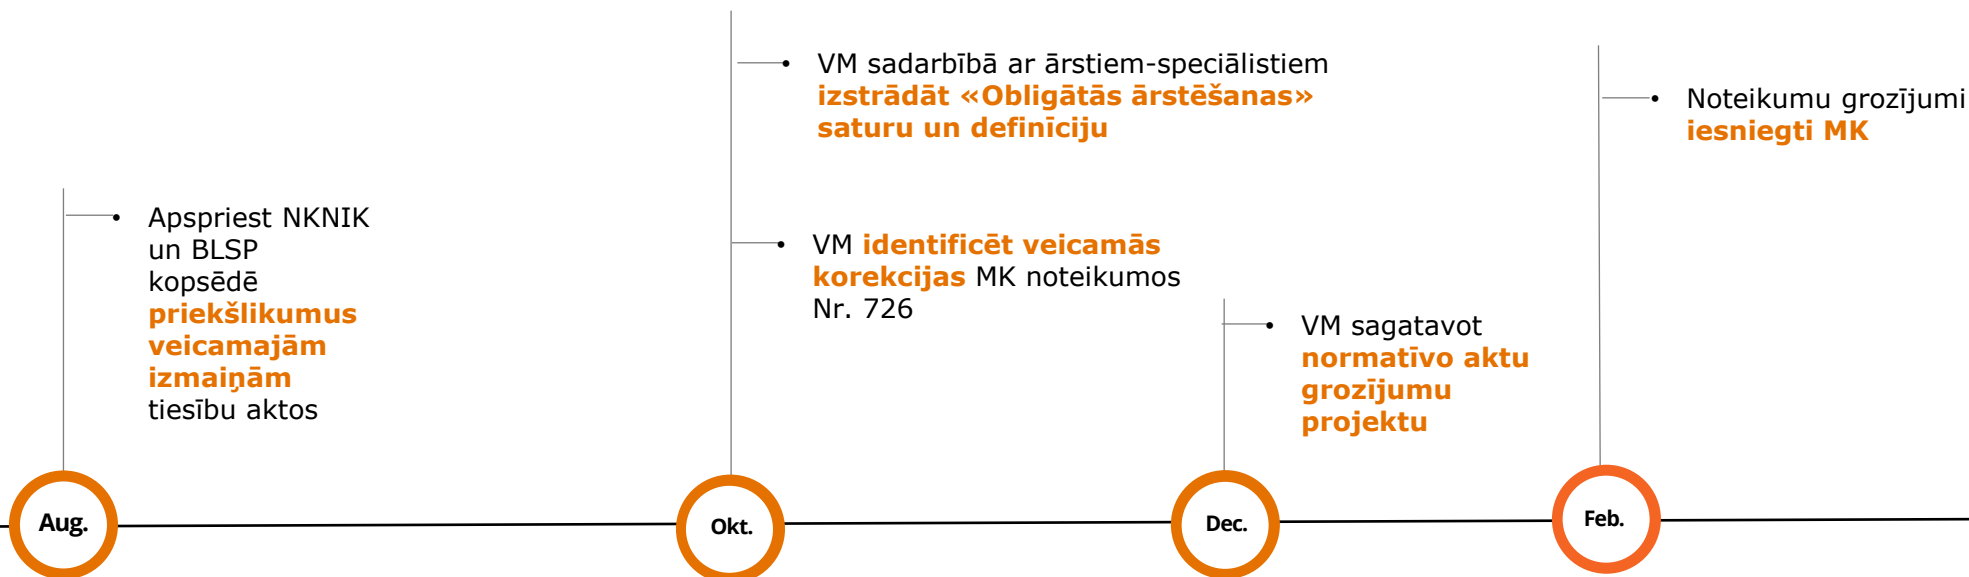 Apspriest NKNIK
un BLSP
kopsēdē
priekšlikumus
veicamajām
izmaiņām
tiesību aktos
VM sadarbībā ar ārstiem-speciālistiem
izstrādāt «Obligātās ārstēšanas»
saturu un definīciju
VM identificēt veicamās
korekcijas MK noteikumos
Nr. 726
VM sagatavot
normatīvo aktu
grozījumu
projektu
Noteikumu grozījumi
iesniegti MK
Aug.
Okt.
Dec.
Feb.